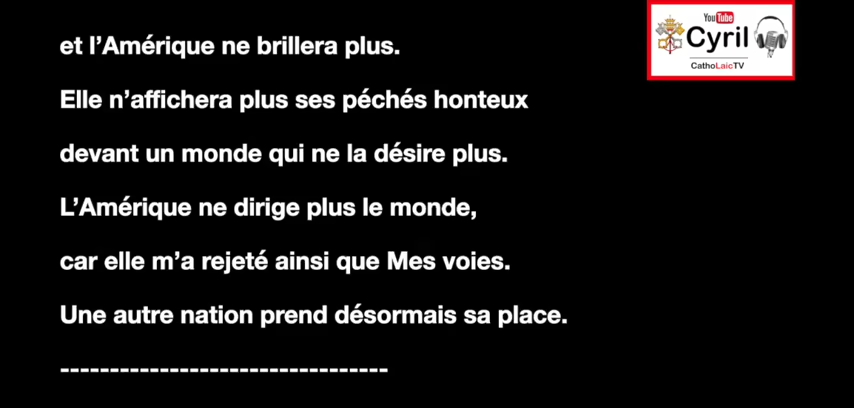 et l’Amérique ne brillera plus.
Elle n’affichera plus ses péchés honteux
devant un monde qui ne la désire plus.
L’Amérique ne dirige plus le monde,
car elle m’a rejeté ainsi que Mes voies.
Une autre nation prend désormais sa place.
---------------------------------
YouTube
Cyril
CathoLaicTV